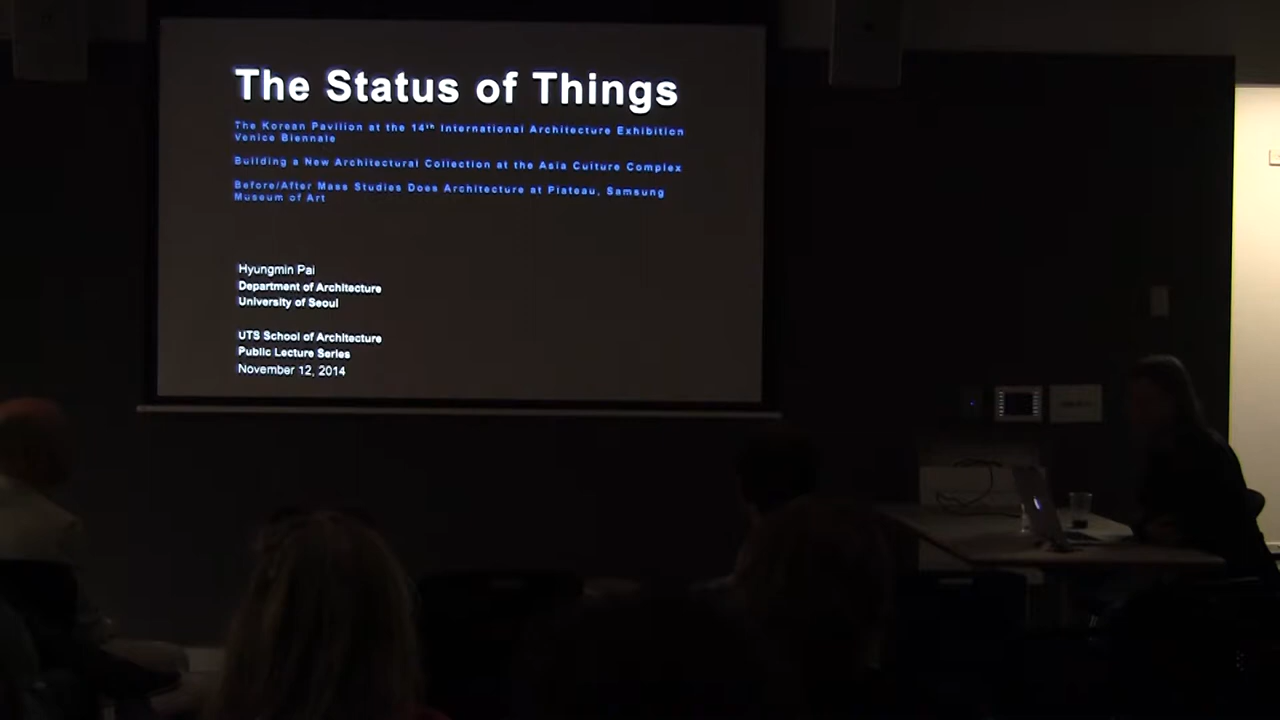 The Status of Things
The Korean Pavilion at the 14th International Architecture Exhibition
Venice Biennale
Building a New Architectural Collection at the Asia Culture Complex
Before/After Mass Studies Does Architecture at Plateau, Samsung
Museum of Art
Hyungmin Pai
Department of Architecture
University of Seoul
UTS School of Architecture
Public Lecture Series
November 12, 2014